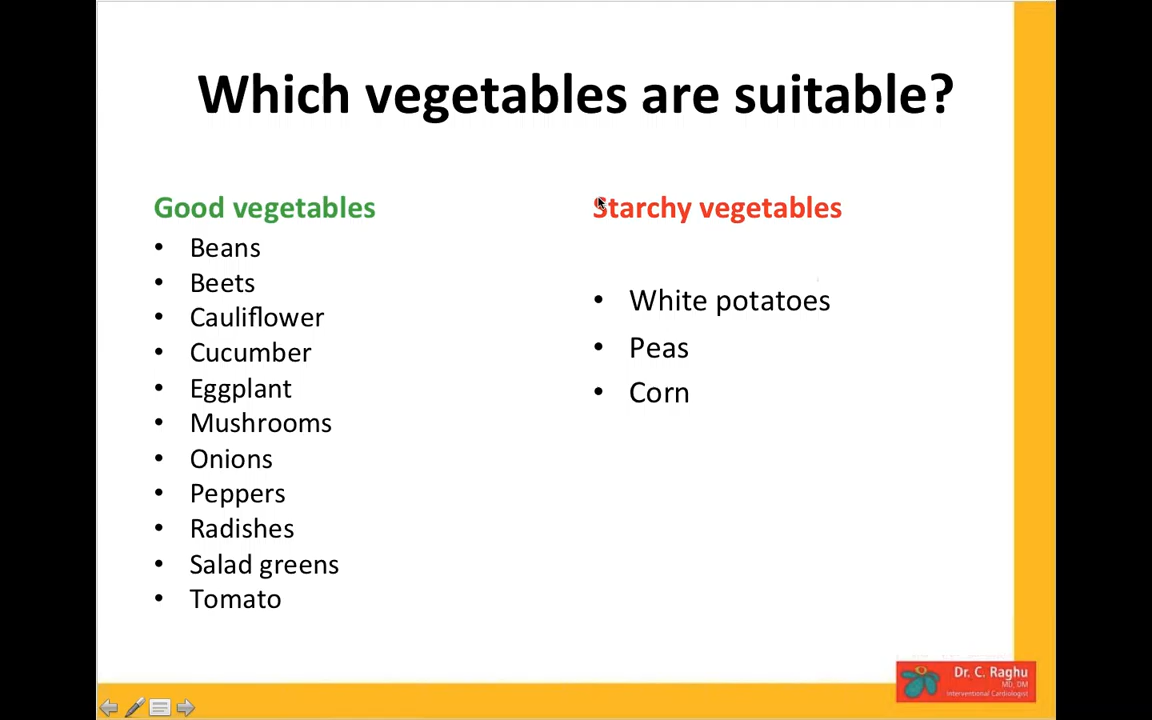 Which vegetables are suitable?
Good vegetables
• Beans
• Beets
• Cauliflower
• Cucumber
• Eggplant
• Mushrooms
• Onions
• Peppers
• Radishes
• Salad greens
• Tomato
Starchy vegetables
• White potatoes
• Peas
• Corn
Dr. C. Raghu
MD, DM
Interventional Cardiologist